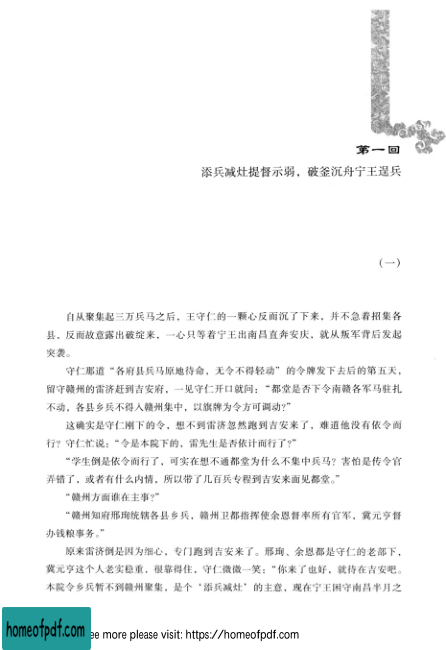 第一回
添兵减灶提督示弱，破釜沉舟宁王逞兵
（一）
自从聚集起三万兵马之后，王守仁的一颗心反而沉了下来，并不急着招集各
县，反而故意露出破绽来，一心只等着宁王出南昌直奔安庆，就从叛军背后发起
突袭。
守仁那道“各府县兵马原地待命，无令不得轻动”的令牌发下去后的第五天，
留守赣州的雷济赶到吉安府，一见守仁开口就问：“都堂是否下令南赣各军马驻扎
不动，各县乡兵不得入赣州集中，以旗牌为令方可调动？”
这确实是守仁刚下的令，想不到雷济忽然跑到吉安来了，难道他没有依令而
行？守仁忙说：“令是本院下的，雷先生是否依计而行了？”
“学生倒是依令而行了，可实在想不通都堂为什么不集中兵马？害怕是传令官
弄错了，或者有什么内情，所以带了几百兵专程到吉安来面见都堂。”
“赣州方面谁在主事？”
“赣州知府邢珣统辖各县乡兵，赣州卫都指挥使余恩督率所有官军，冀元亨督
办钱粮事务。”
原来雷济倒是因为细心，专门跑到吉安来了。邢珣、余恩都是守仁的老部下，
冀元亨这个人老实稳重，很靠得住，守仁微微一笑：“你来了也好，就待在吉安吧。
本院令乡兵暂不到赣州聚集，是个‘添兵减灶’的主意，现在宁王困守南昌半月之
homeofpdf.com
ee more please visit: https://homeofpdf.com